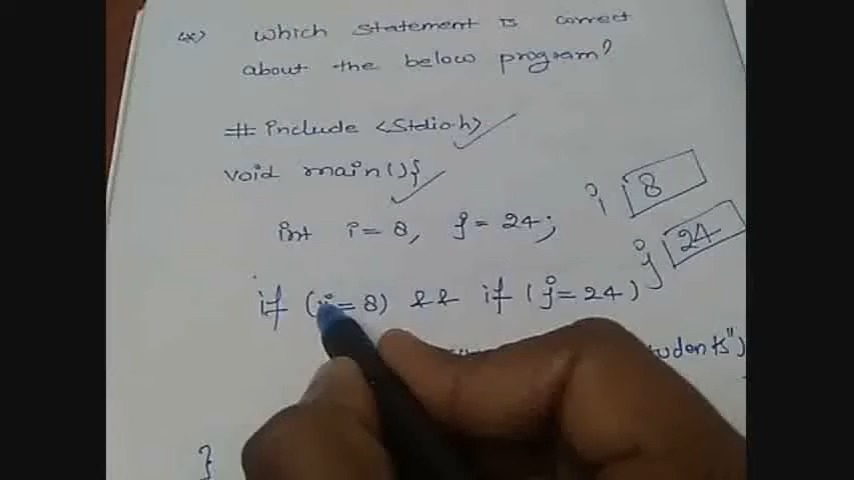 Ex) Which statement is correct
about the below program?
# include <stdio.h>
void main(){
int i = 8, j = 24;
i 8
j 24
if (i = 8) && if (j = 24)
udents")
}